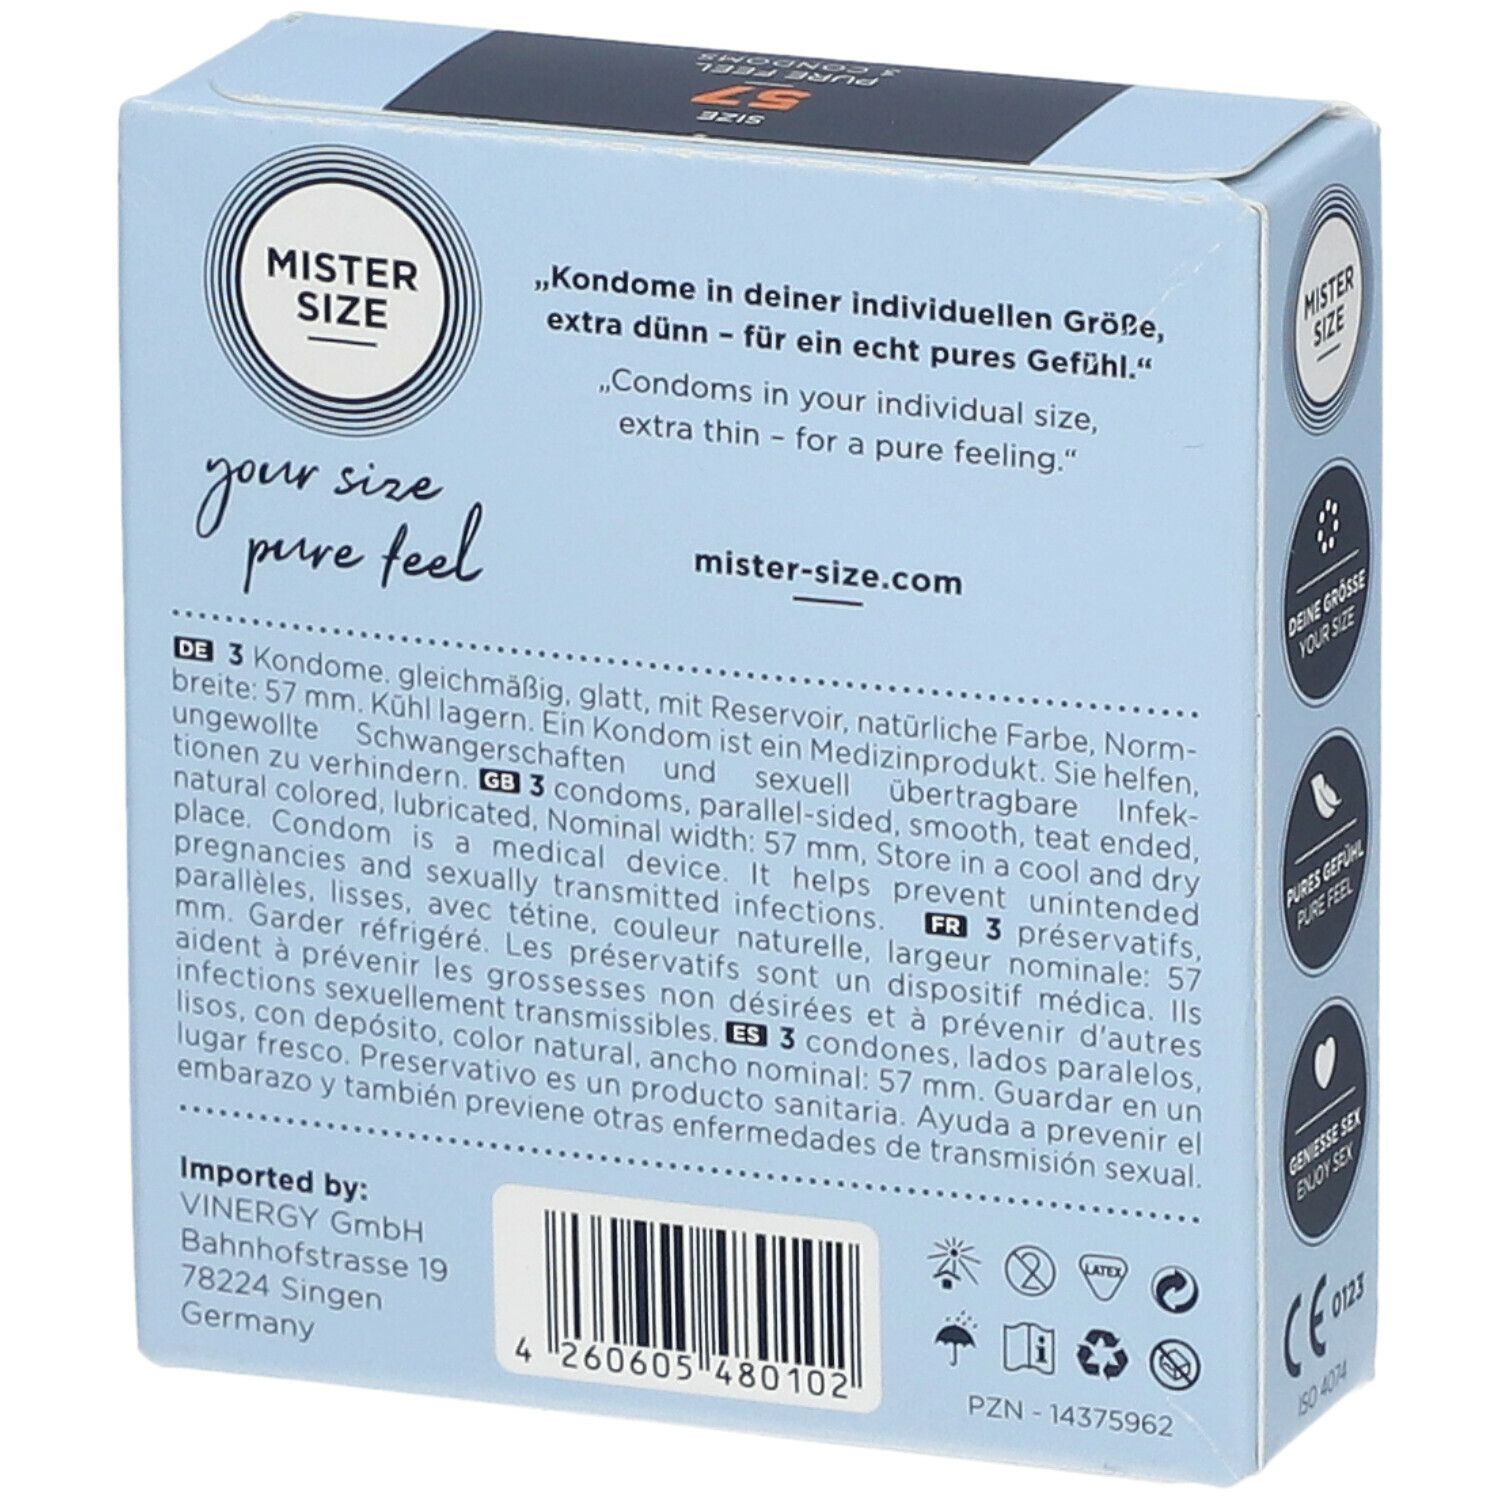 SIZE
57
PURE FEEL
3 CONDOMS
MISTER
SIZE
your size
pure feel
„Kondome in deiner individuellen Größe,
extra dünn – für ein echt pures Gefühl.“
„Condoms in your individual size,
extra thin – for a pure feeling.“
mister-size.com
DE 3 Kondome, gleichmäßig, glatt, mit Reservoir, natürliche Farbe, Norm-
breite: 57 mm. Kühl lagern. Ein Kondom ist ein Medizinprodukt. Sie helfen,
ungewollte Schwangerschaften und sexuell übertragbare Infek-
tionen zu verhindern. GB 3 condoms, parallel-sided, smooth, teat ended,
natural colored, lubricated, Nominal width: 57 mm, Store in a cool and dry
place. Condom is a medical device. It helps prevent unintended
pregnancies and sexually transmitted infections. FR 3 préservatifs,
parallèles, lisses, avec tétine, couleur naturelle, largeur nominale: 57
mm. Garder réfrigéré. Les préservatifs sont un dispositif médica. Ils
aident à prévenir les grossesses non désirées et à prévenir d'autres
infections sexuellement transmissibles. ES 3 condones, lados paralelos,
lisos, con depósito, color natural, ancho nominal: 57 mm. Guardar en un
lugar fresco. Preservativo es un producto sanitaria. Ayuda a prevenir el
embarazo y también previene otras enfermedades de transmisión sexual.
Imported by:
VINERGY GmbH
Bahnhofstrasse 19
78224 Singen
Germany
4 260605 480102
LATEX
2
i
PZN - 14375962
MISTER
SIZE
DEINE GRÖSSE
YOUR SIZE
PURES GEFÜHL
PURE FEEL
GENIESSE SEX
ENJOY SEX
CE 0123
ISO 4074